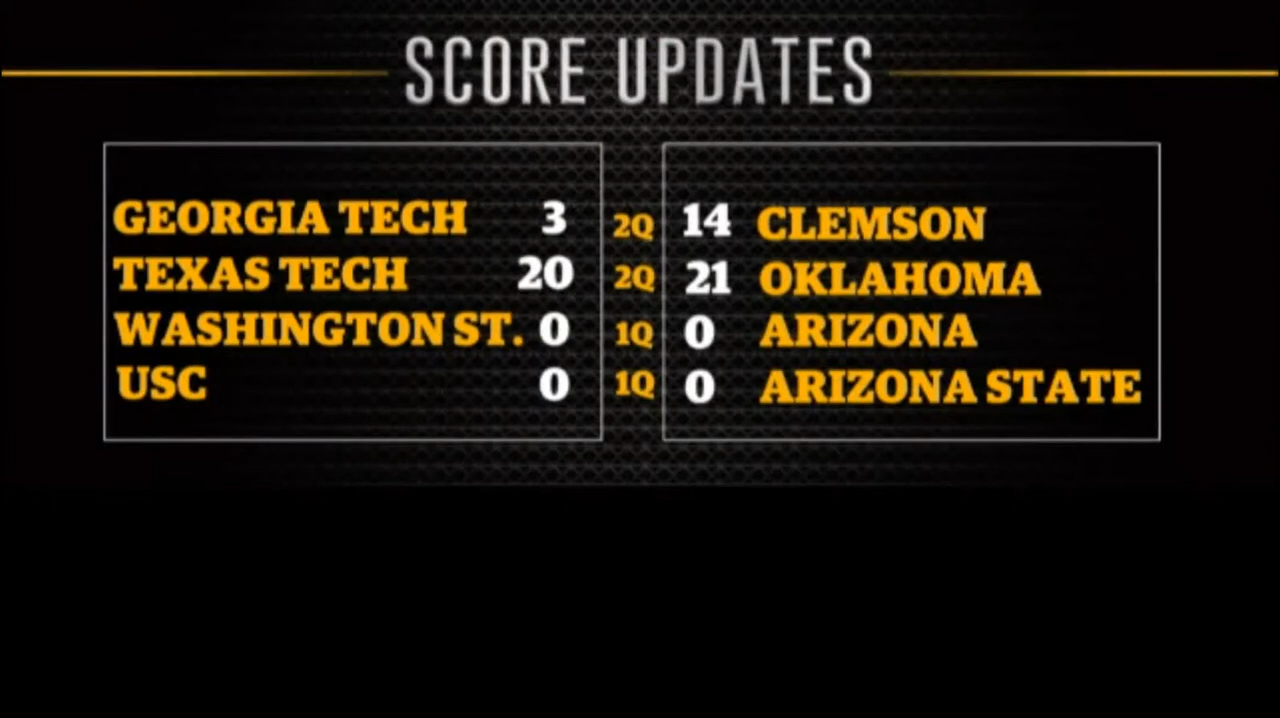 SCORE UPDATES
GEORGIA TECH 3 2Q 14 CLEMSON
TEXAS TECH 20 2Q 21 OKLAHOMA
WASHINGTON ST. 0 1Q 0 ARIZONA
USC 0 1Q 0 ARIZONA STATE